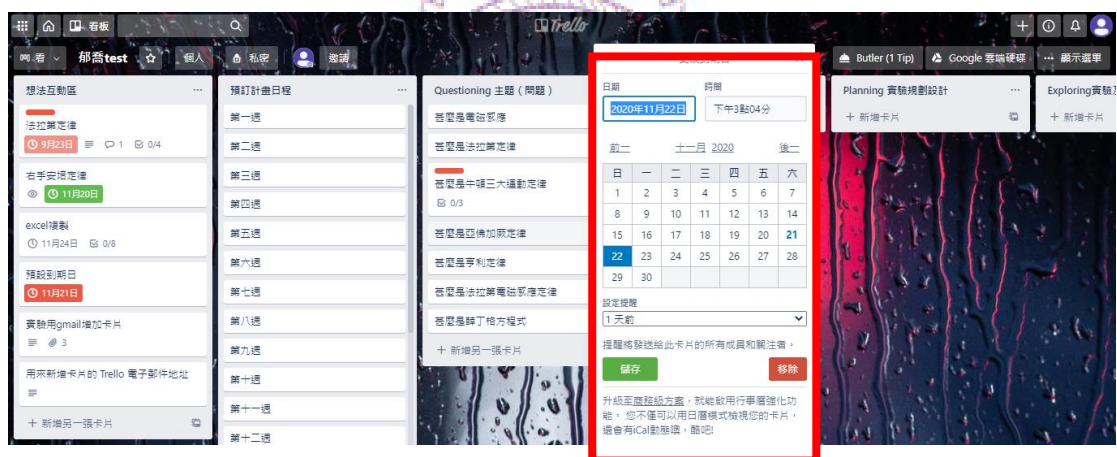 看板
Trello
看
郁喬test
個人
私密
邀請
Butler (1 Tip)
Google 雲端硬碟
顯示選單
想法互動區
法拉第定律
9月23日 1 0/4
右手安培定律
11月20日
excel複製
11月24日 0/8
預設到期日
11月21日
實驗用gmail增加卡片
3
用來新增卡片的 Trello 電子郵件地址
+ 新增另一張卡片
預訂計畫日程
第一週
第二週
第三週
第四週
第五週
第六週
第七週
第八週
第九週
第十週
第十一週
第十二週
Questioning 主題（問題）
甚麼是電磁感應
甚麼是法拉第定律
甚麼是牛頓三大運動定律
0/3
甚麼是亞佛加厥定律
甚麼是亨利定律
甚麼是法拉第電磁感應定律
甚麼是薛丁格方程式
+ 新增另一張卡片
日期 時間
2020年11月22日 下午3點04分
前一 十一月 2020 後一
日 一 二 三 四 五 六
1 2 3 4 5 6 7
8 9 10 11 12 13 14
15 16 17 18 19 20 21
22 23 24 25 26 27 28
29 30
設定提醒
1 天前
提醒將發送給此卡片的所有成員和關注者。
儲存 移除
升級至商務級方案，就能啟用行事曆強化功
能。您不僅可以用日曆模式檢視您的卡片，
還會有iCal動態噢，酷吧!
Planning 實驗規劃設計
+ 新增卡片
Exploring實驗
+ 新增卡片